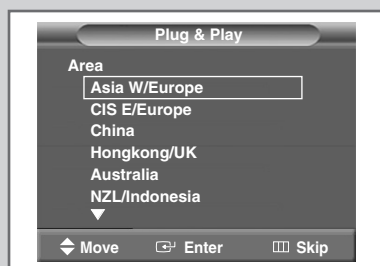 Plug & Play
Area
Asia W/Europe
CIS E/Europe
China
Hongkong/UK
Australia
NZL/Indonesia
Move Enter Skip